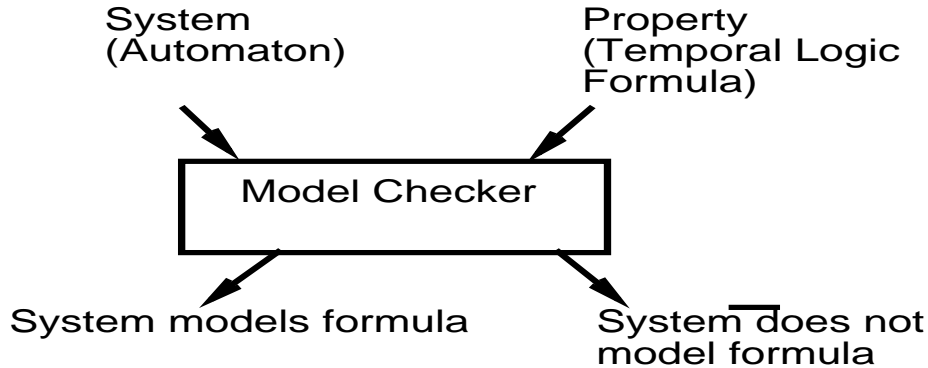 System
(Automaton)
Property
(Temporal Logic
Formula)
Model Checker
System models formula
System does not
model formula